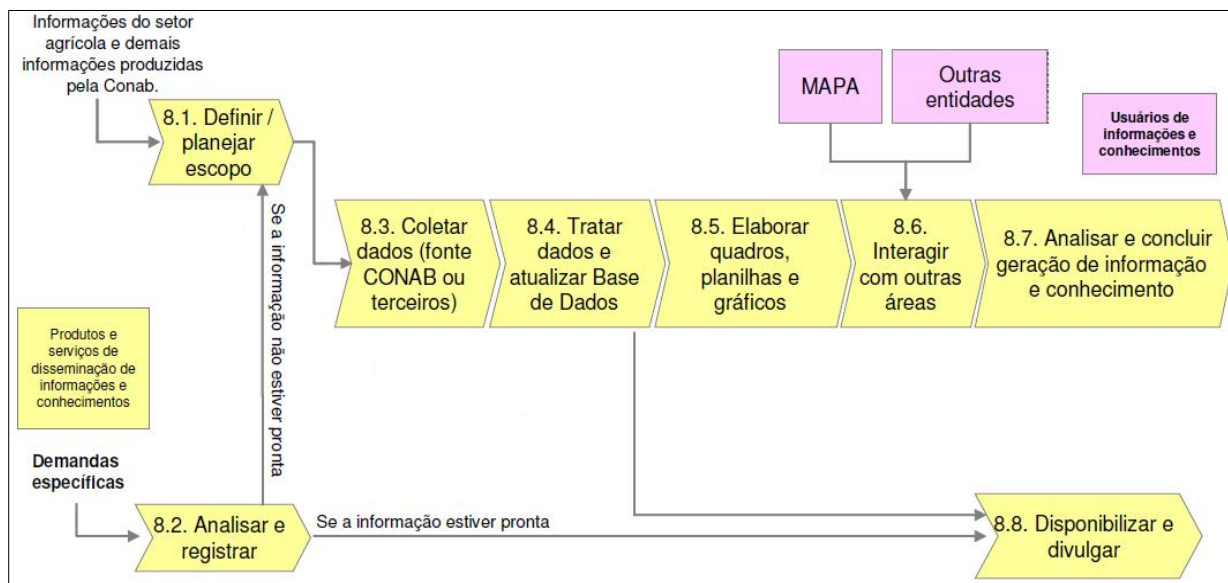 Informações do setor
agrícola e demais
informações produzidas
pela Conab.
8.1. Definir /
planejar
escopo
MAPA
Outras
entidades
Usuários de
informações e
conhecimentos
Se a informação não estiver pronta
8.3. Coletar
dados (fonte
CONAB ou
terceiros)
8.4. Tratar
dados e
atualizar Base
de Dados
8.5. Elaborar
quadros,
planilhas e
gráficos
8.6.
Interagir
com outras
áreas
8.7. Analisar e concluir
geração de informação
e conhecimento
Produtos e
serviços de
disseminação de
informações e
conhecimentos
Demandas
específicas
8.2. Analisar e
registrar
Se a informação estiver pronta
8.8. Disponibilizar e
divulgar